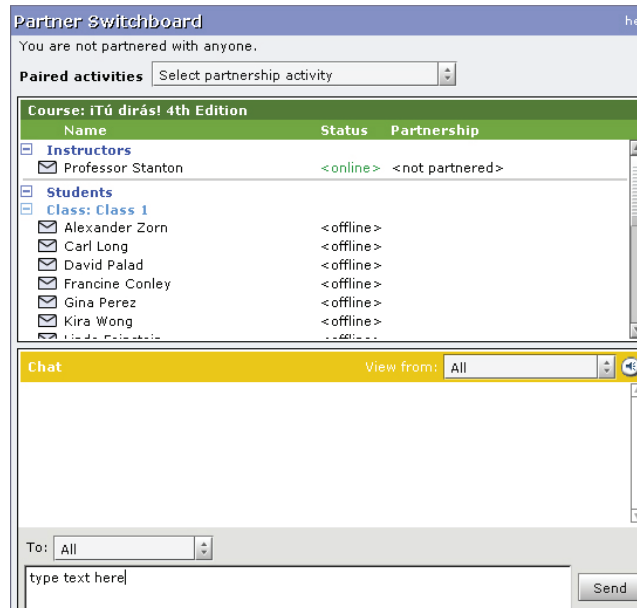 Partner Switchboard he
You are not partnered with anyone.
Paired activities Select partnership activity
Course: iTú dirás! 4th Edition
Name Status Partnership
Instructors
Professor Stanton <online> <not partnered>
Students
Class: Class 1
Alexander Zorn <offline>
Carl Long <offline>
David Palad <offline>
Francine Conley <offline>
Gina Perez <offline>
Kira Wong <offline>
Chat View from: All
To: All
type text here
Send